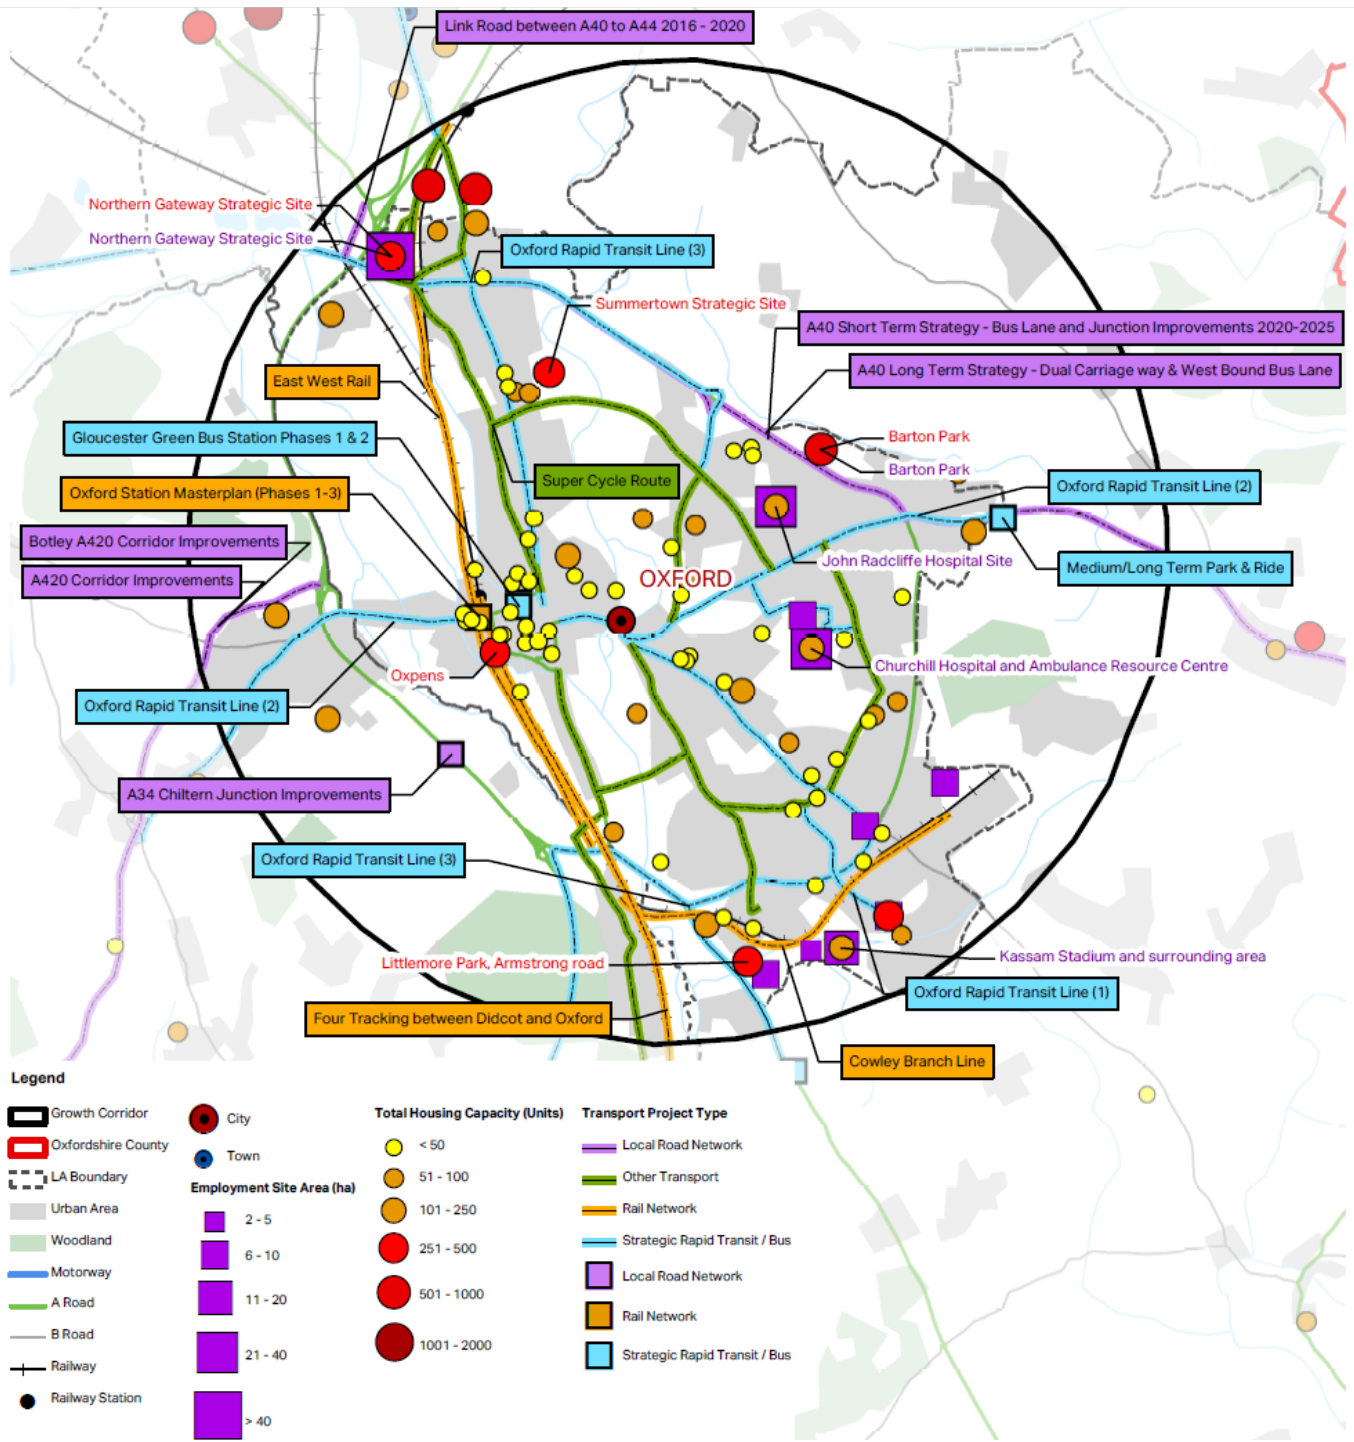 Link Road between A40 to A44 2016 - 2020
Northern Gateway Strategic Site
Northern Gateway Strategic Site
Oxford Rapid Transit Line (3)
Summertown Strategic Site
A40 Short Term Strategy - Bus Lane and Junction Improvements 2020-2025
A40 Long Term Strategy - Dual Carriage way & West Bound Bus Lane
East West Rail
Gloucester Green Bus Station Phases 1 & 2
Barton Park
Barton Park
Super Cycle Route
Oxford Station Masterplan (Phases 1-3)
Oxford Rapid Transit Line (2)
Botley A420 Corridor Improvements
A420 Corridor Improvements
John Radcliffe Hospital Site
Medium/Long Term Park & Ride
OXFORD
Oxpens
Churchill Hospital and Ambulance Resource Centre
Oxford Rapid Transit Line (2)
A34 Chiltern Junction Improvements
Oxford Rapid Transit Line (3)
Littlemore Park, Armstrong road
Kassam Stadium and surrounding area
Oxford Rapid Transit Line (1)
Four Tracking between Didcot and Oxford
Cowley Branch Line
Legend
Growth Corridor
Oxfordshire County
LA Boundary
Urban Area
Woodland
Motorway
A Road
B Road
Railway
Railway Station
City
Town
Employment Site Area (ha)
2 - 5
6 - 10
11 - 20
21 - 40
> 40
Total Housing Capacity (Units)
< 50
51 - 100
101 - 250
251 - 500
501 - 1000
1001 - 2000
Transport Project Type
Local Road Network
Other Transport
Rail Network
Strategic Rapid Transit / Bus
Local Road Network
Rail Network
Strategic Rapid Transit / Bus